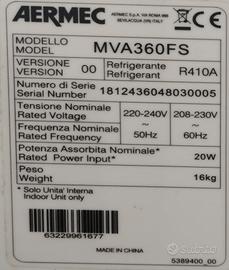 AERMEC
AERMEC S.p.A. VIA ROMA 996
BEVILACQUA (VR) ITALIA
MODELLO
MODEL
MVA360FS
VERSIONE
VERSION
00
Refrigerante
Refrigerant
R410A
Numero di Serie
Serial Number
1812436048030005
Tensione Nominale
Rated Voltage
220-240V
~
208-230V
~
Frequenza Nominale
Rated Frequency
50Hz
60Hz
Potenza Assorbita Nominale*
Rated Power Input*
20W
Peso
Weight
16kg
* Solo Unita' Interna
Indoor Unit only
63229961677
MADE IN CHINA
5389400_00
Subito